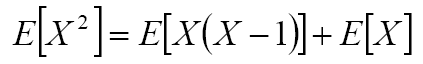 E[X²] = E[X(X − 1)] + E[X]